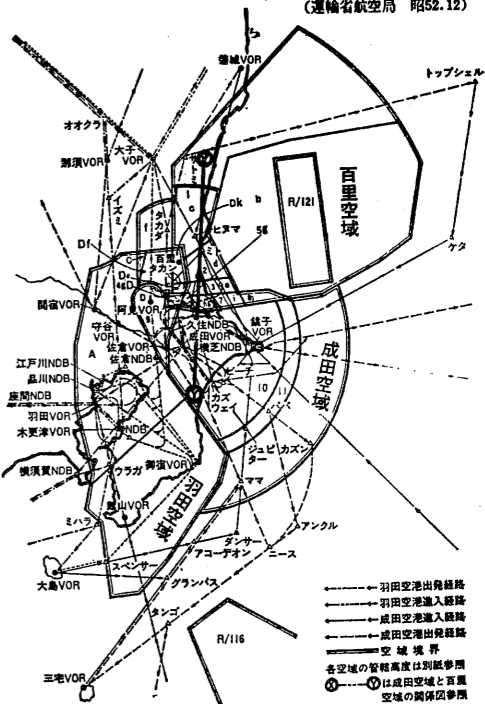 (運輸省航空局 昭52.12)
磐城VOR
トップシェル
オオクラ
大子VOR
那須VOR
イズミ
百里空域
R/121
タカダ
Dk
b
ヒヌマ
5g
Df
百里タカン
ケタ
関宿VOR
阿見VOR
守谷VOR
久住NDB
成田VOR
横芝NDB
銚子VOR
佐倉VOR
佐倉NDB
A
江戸川NDB
品川NDB
座間NDB
羽田VOR
木更津VOR
NDB
カズウェイ
10
11
成田空域
横須賀NDB
ウラガ
御宿VOR
ジュピター
カズン
ママ
館山VOR
羽田空域
ミハラ
アンクル
ダンサー
アコーデオン
ニース
スペンサー
大島VOR
グランパス
タンゴ
R/116
三宅VOR
羽田空港出発経路
羽田空港進入経路
成田空港進入経路
成田空港出発経路
空域境界
各空域の管轄高度は別紙参照
Ⓧ―Ⓨは成田空域と百里空域の関係図参照